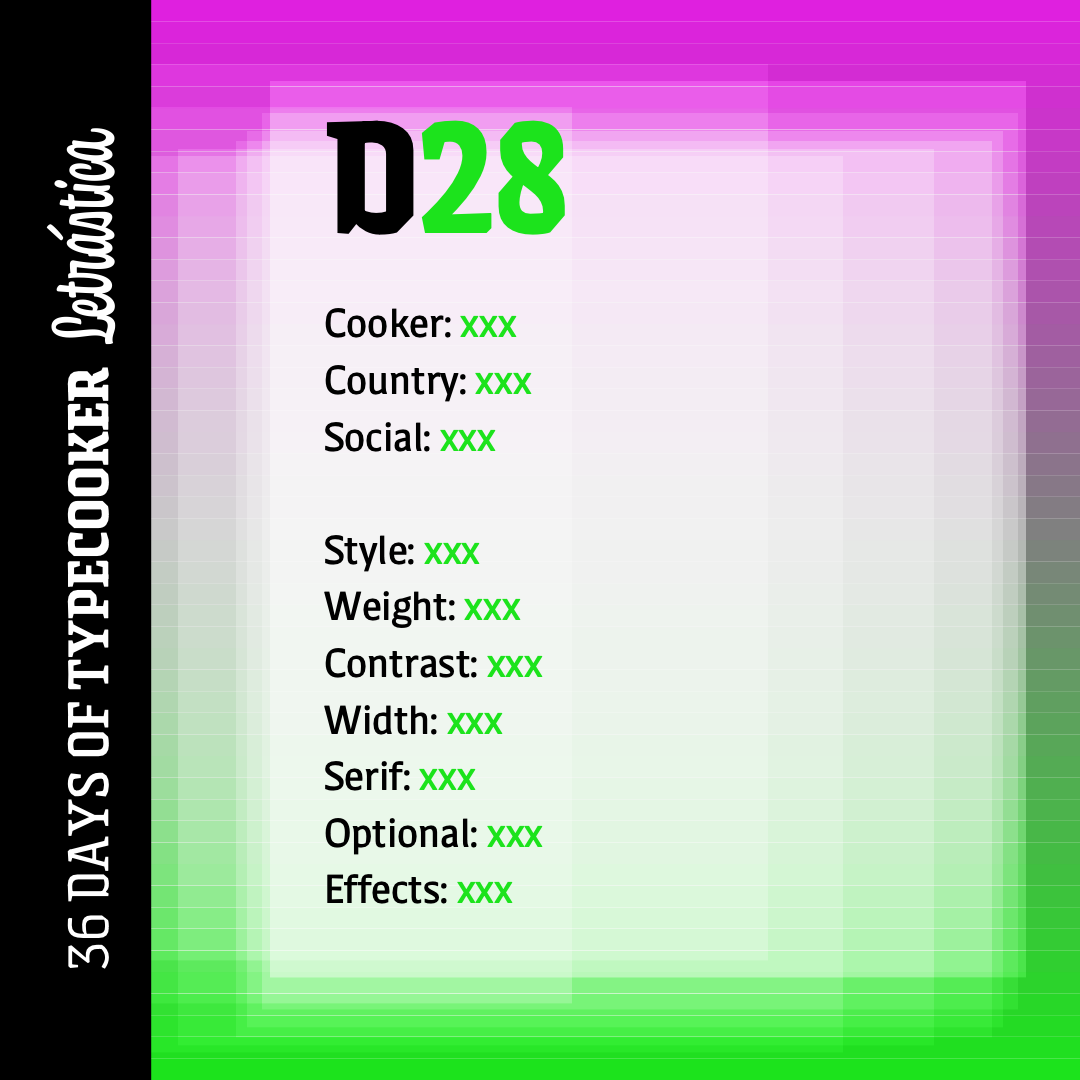 36 DAYS OF TYPECOOKER Letrástica
D28
Cooker: xxx
Country: xxx
Social: xxx
Style: xxx
Weight: xxx
Contrast: xxx
Width: xxx
Serif: xxx
Optional: xxx
Effects: xxx